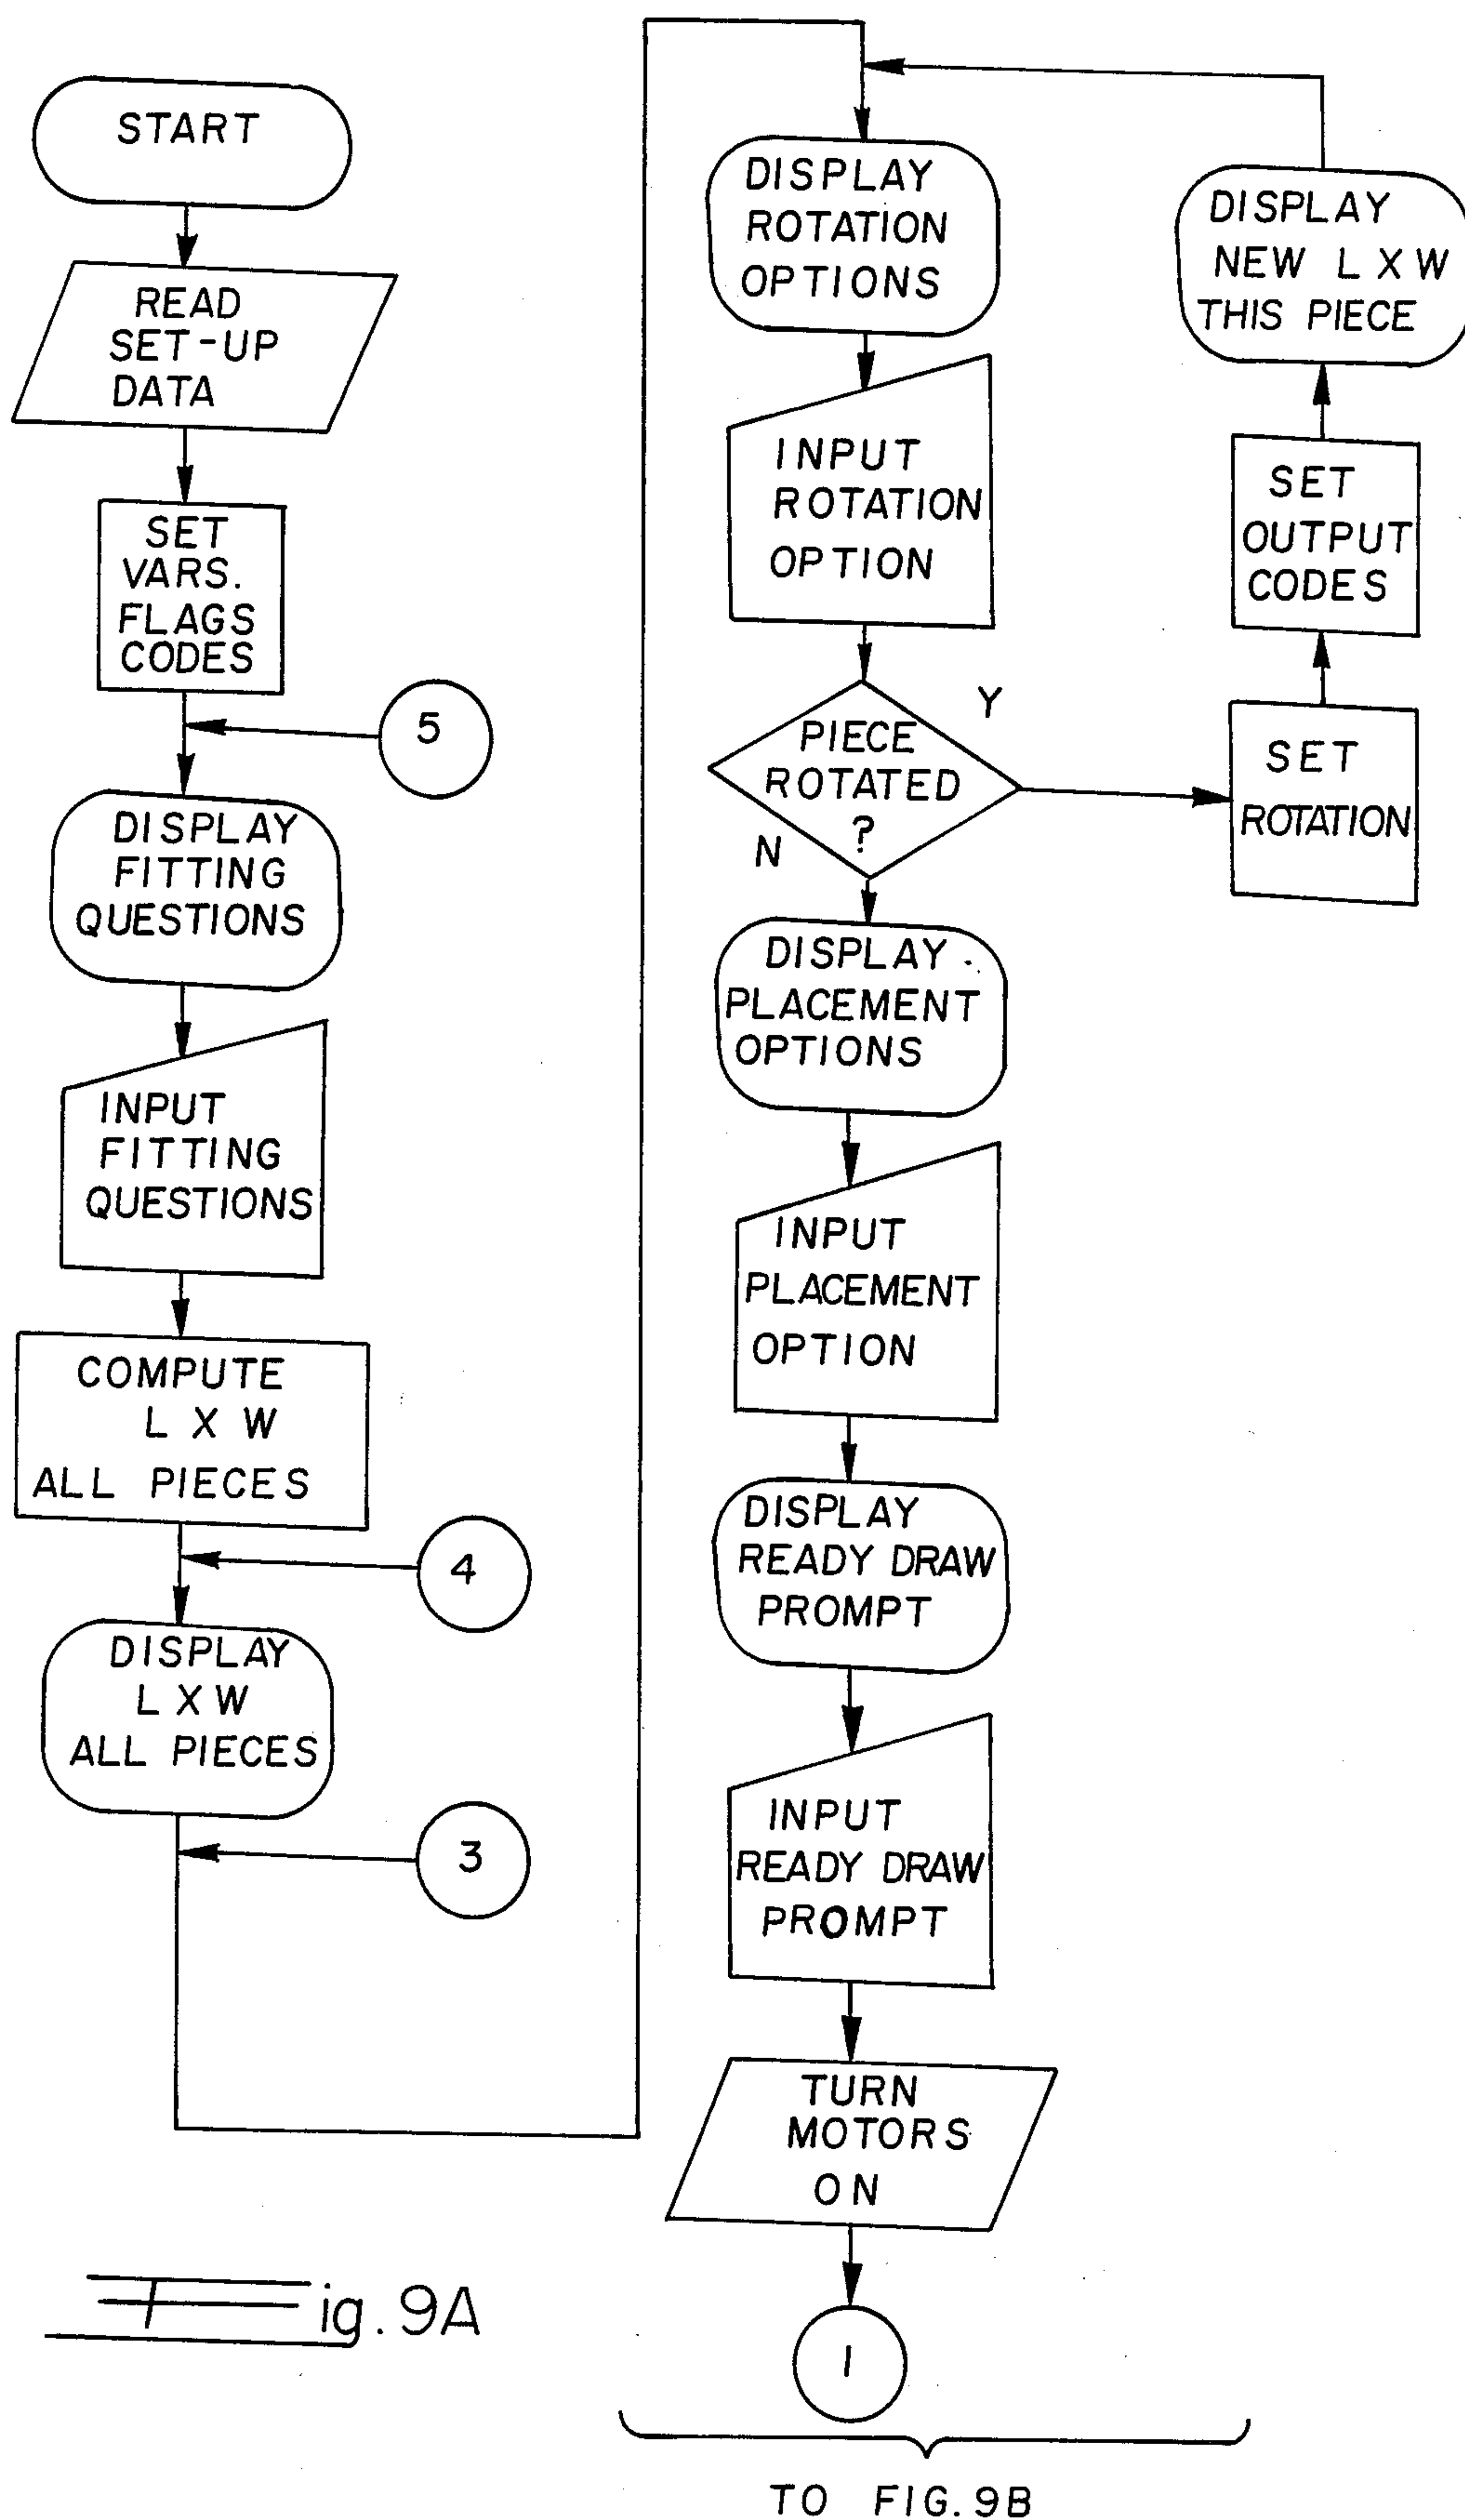 START
READ
SET-UP
DATA
SET
VARS.
FLAGS
CODES
5
DISPLAY
FITTING
QUESTIONS
INPUT
FITTING
QUESTIONS
COMPUTE
L X W
ALL PIECES
4
DISPLAY
L X W
ALL PIECES
3
DISPLAY
ROTATION
OPTIONS
INPUT
ROTATION
OPTION
PIECE
ROTATED
?
Y
N
SET
ROTATION
SET
OUTPUT
CODES
DISPLAY
NEW L X W
THIS PIECE
DISPLAY
PLACEMENT
OPTIONS
INPUT
PLACEMENT
OPTION
DISPLAY
READY DRAW
PROMPT
INPUT
READY DRAW
PROMPT
TURN
MOTORS
ON
1
TO FIG. 9B
Fig. 9A